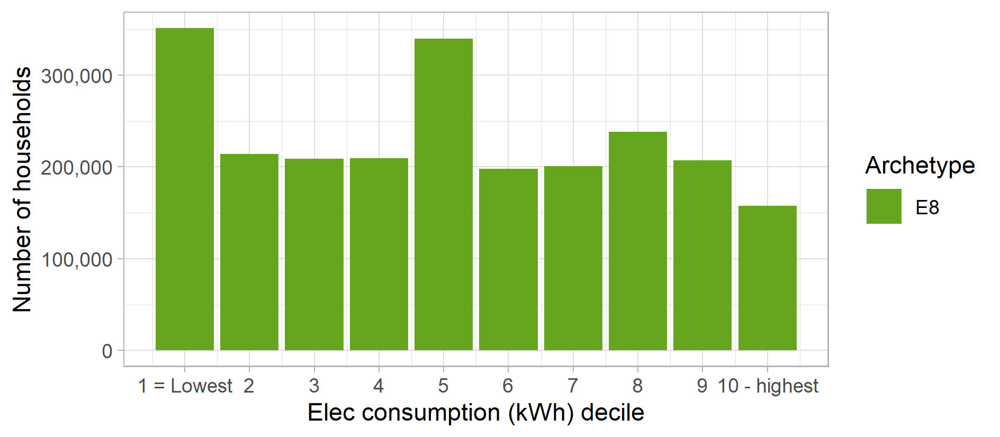 Number of households
300,000
200,000
100,000
0
1 = Lowest 2 3 4 5 6 7 8 9 10 - highest
Elec consumption (kWh) decile
Archetype
E8